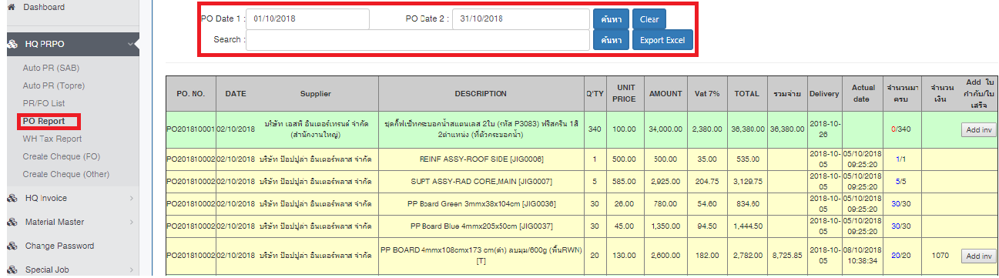 Dashboard
HQ PRPO
Auto PR (SAB)
Auto PR (Topre)
PR/PO List
PO Report
WH Tax Report
Create Cheque (PO)
Create Cheque (Other)
HQ Invoice
Material Master
Change Password
Special Job
PO Date 1 : 01/10/2018 PO Date 2 : 31/10/2018 ค้นหา Clear
Search : ค้นหา Export Excel
PO. NO. DATE Supplier DESCRIPTION Q'TY UNIT PRICE AMOUNT Vat 7% TOTAL รวมจ่าย Delivery Actual date จำนวนมาครบ จำนวนเงิน Add ใบกำกับ/ใบเสร็จ
PO201810001 02/10/2018 บริษัท เอสพี อินเตอร์เทรนด์ จำกัด (สำนักงานใหญ่) ชุดกิ๊ฟเซ็ทกระบอกน้ำสแตนเลส 2ใบ (รหัส P3083) ฟรีสกรีน 1สี 2ตำแหน่ง (ที่ตัวกระบอกน้ำ) 340 100.00 34,000.00 2,380.00 36,380.00 36,380.00 2018-10-26 0/340 Add inv
PO201810002 02/10/2018 บริษัท ป๊อปปูล่า อินเตอร์พลาส จำกัด REINF ASSY-ROOF SIDE [JIG0006] 1 500.00 500.00 35.00 535.00 2018-10-05 05/10/2018 09:25:20 1/1
PO201810002 02/10/2018 บริษัท ป๊อปปูล่า อินเตอร์พลาส จำกัด SUPT ASSY-RAD CORE,MAIN [JIG0007] 5 585.00 2,925.00 204.75 3,129.75 2018-10-05 05/10/2018 09:25:20 5/5
PO201810002 02/10/2018 บริษัท ป๊อปปูล่า อินเตอร์พลาส จำกัด PP Board Green 3mmx38x104cm [JIG0036] 30 26.00 780.00 54.60 834.60 2018-10-05 05/10/2018 09:25:20 30/30
PO201810002 02/10/2018 บริษัท ป๊อปปูล่า อินเตอร์พลาส จำกัด PP Board Blue 4mmx205x50cm [JIG0037] 30 45.00 1,350.00 94.50 1,444.50 2018-10-05 05/10/2018 09:25:20 30/30
PO201810002 02/10/2018 บริษัท ป๊อปปูล่า อินเตอร์พลาส จำกัด PP BOARD 4mmx108cmx173 cm(ดำ) ลบมุม/600g (พื้นRWN) [T] 20 130.00 2,600.00 182.00 2,782.00 8,725.85 2018-10-05 08/10/2018 10:38:34 20/20 1070 Add inv